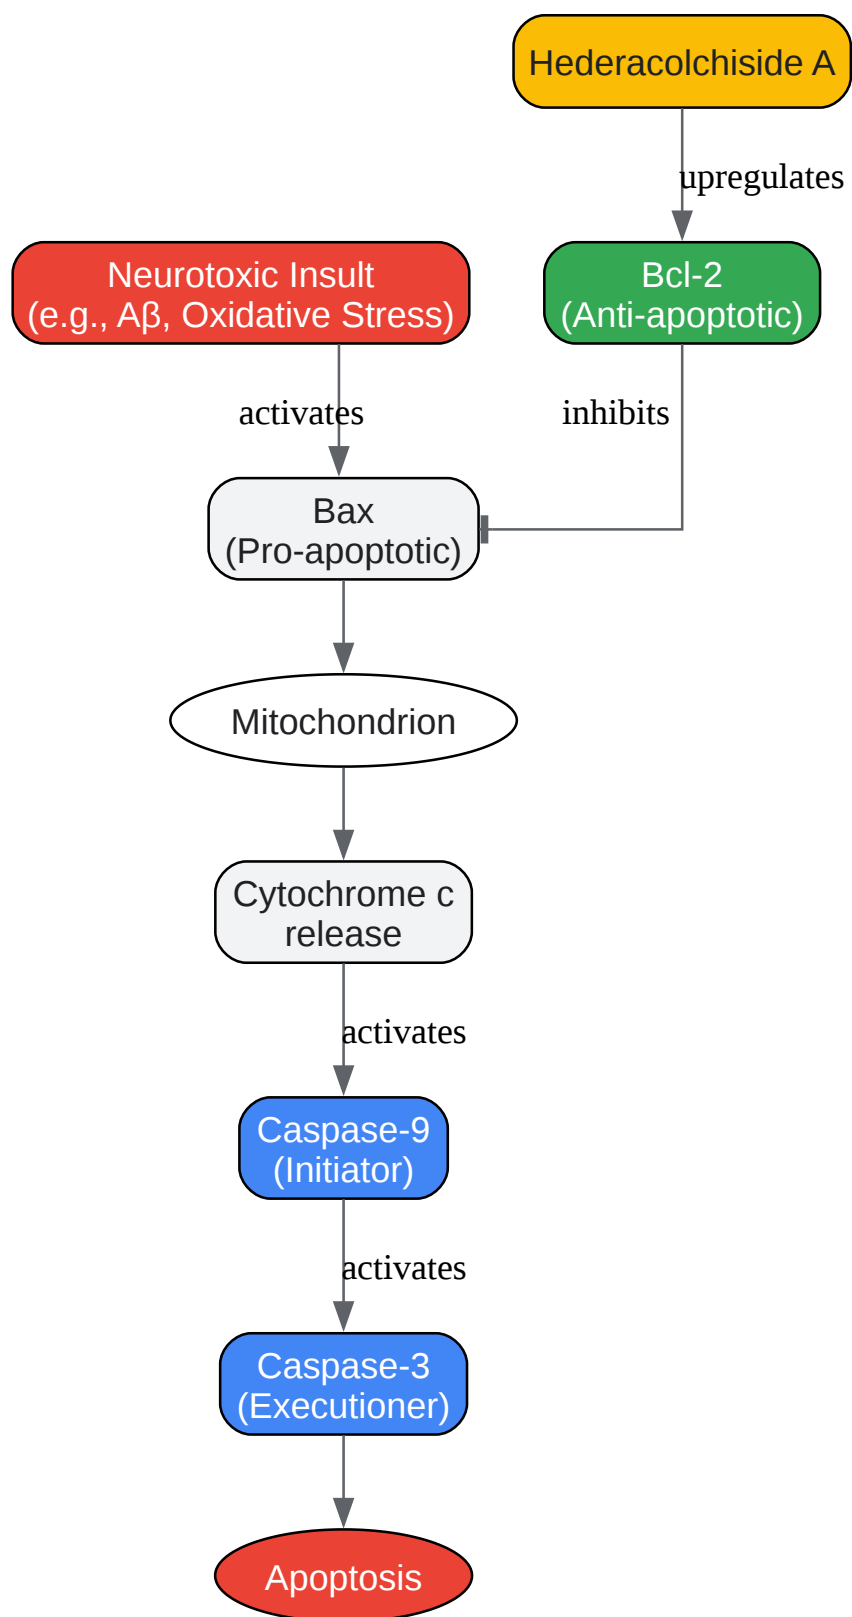 Hederacolchiside A
upregulates
Neurotoxic Insult
(e.g., Aβ, Oxidative Stress)
Bcl-2
(Anti-apoptotic)
activates
inhibits
Bax
(Pro-apoptotic)
Mitochondrion
Cytochrome c
release
activates
Caspase-9
(Initiator)
activates
Caspase-3
(Executioner)
Apoptosis